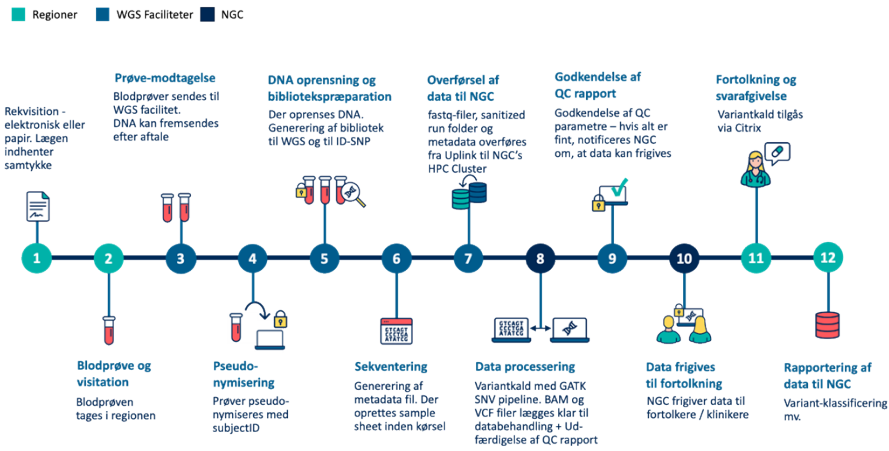 Regioner
WGS Faciliteter
NGC
Rekvisition -
elektronisk eller
papir. Lægen
indhenter
samtykke
Prøve-modtagelse
Blodprøver sendes til
WGS facilitet.
DNA kan fremsendes
efter aftale
DNA oprensning og
bibliotekspræparation
Der oprenses DNA.
Generering af bibliotek
til WGS og til ID-SNP
Overførsel af
data til NGC
fastq-filer, sanitized
run folder og
metadata overføres
fra Uplink til NGC's
HPC Cluster
Godkendelse af
QC rapport
Godkendelse af QC
parametre – hvis alt er
fint, notificeres NGC
om, at data kan frigives
Fortolkning og
svarafgivelse
Variantkald tilgås
via Citrix
1
2
3
4
5
6
7
8
9
10
11
12
Blodprøve og
visitation
Blodprøven
tages i regionen
Pseudo-
nymisering
Prøver pseudo-
nymiseres med
subjectID
GTCAGT
CCCTGA
ATATCG
Sekventering
Generering af
metadata fil. Der
oprettes sample
sheet inden kørsel
GTCAGT
CCCTGA
ATATCG
Data processering
Variantkald med GATK
SNV pipeline. BAM og
VCF filer lægges klar til
databehandling + Ud-
færdigelse af QC rapport
Data frigives
til fortolkning
NGC frigiver data til
fortolkere / klinikere
Rapportering af
data til NGC
Variant-klassificering
mv.